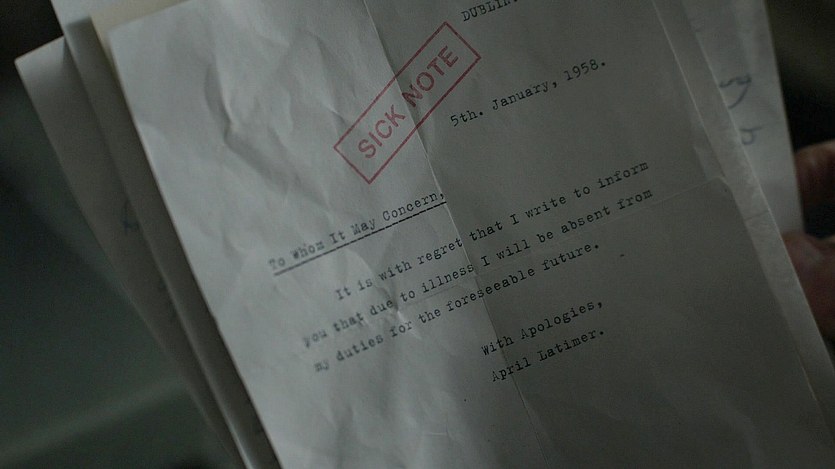 DUBLIN.
SICK NOTE
5th. January, 1958.
To Whom It May Concern,
It is with regret that I write to inform
you that due to illness I will be absent from
my duties for the foreseeable future.
With Apologies,
April Latimer.